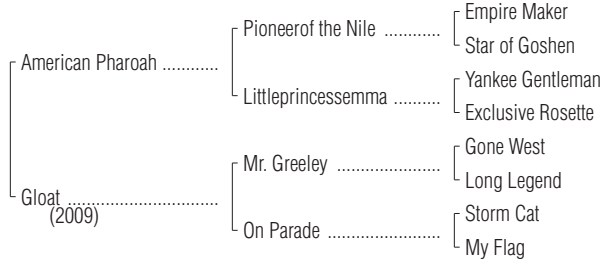 Empire Maker
Pioneerof the Nile ............
Star of Goshen
American Pharoah ............
Yankee Gentleman
Littleprincessemma ..........
Exclusive Rosette
Gone West
Mr. Greeley ......................
Long Legend
Gloat ................................
(2009)
Storm Cat
On Parade ........................
My Flag